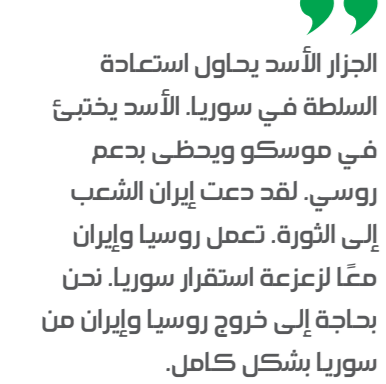 الجزار الأسد يحاول استعادة
السلطة في سوريا. الأسد يختبئ
في موسكو ويحظى بدعم
روسي. لقد دعت إيران الشعب
إلى الثورة. تعمل روسيا وإيران
معًا لزعزعة استقرار سوريا. نحن
بحاجة إلى خروج روسيا وإيران من
سوريا بشكل كامل.